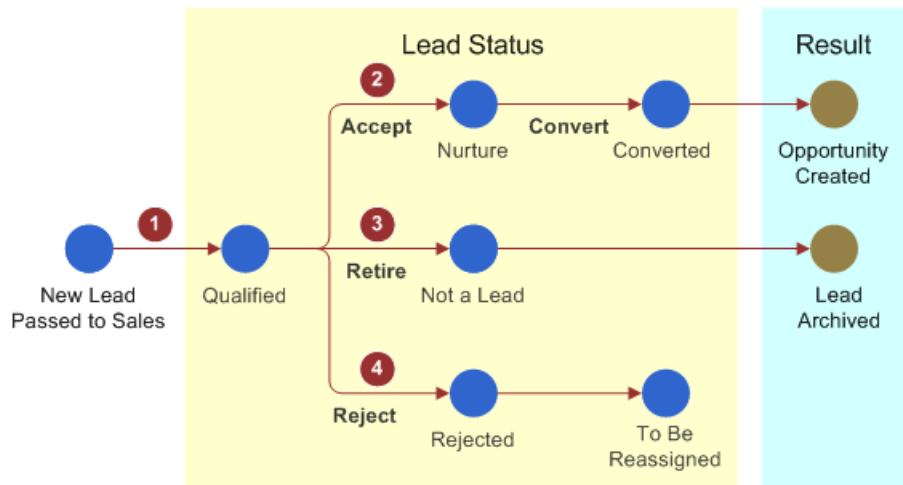 Lead Status
Result
2
Accept
Convert
Nurture
Converted
Opportunity
Created
1
3
Retire
New Lead
Passed to Sales
Qualified
Not a Lead
Lead
Archived
4
Reject
Rejected
To Be
Reassigned